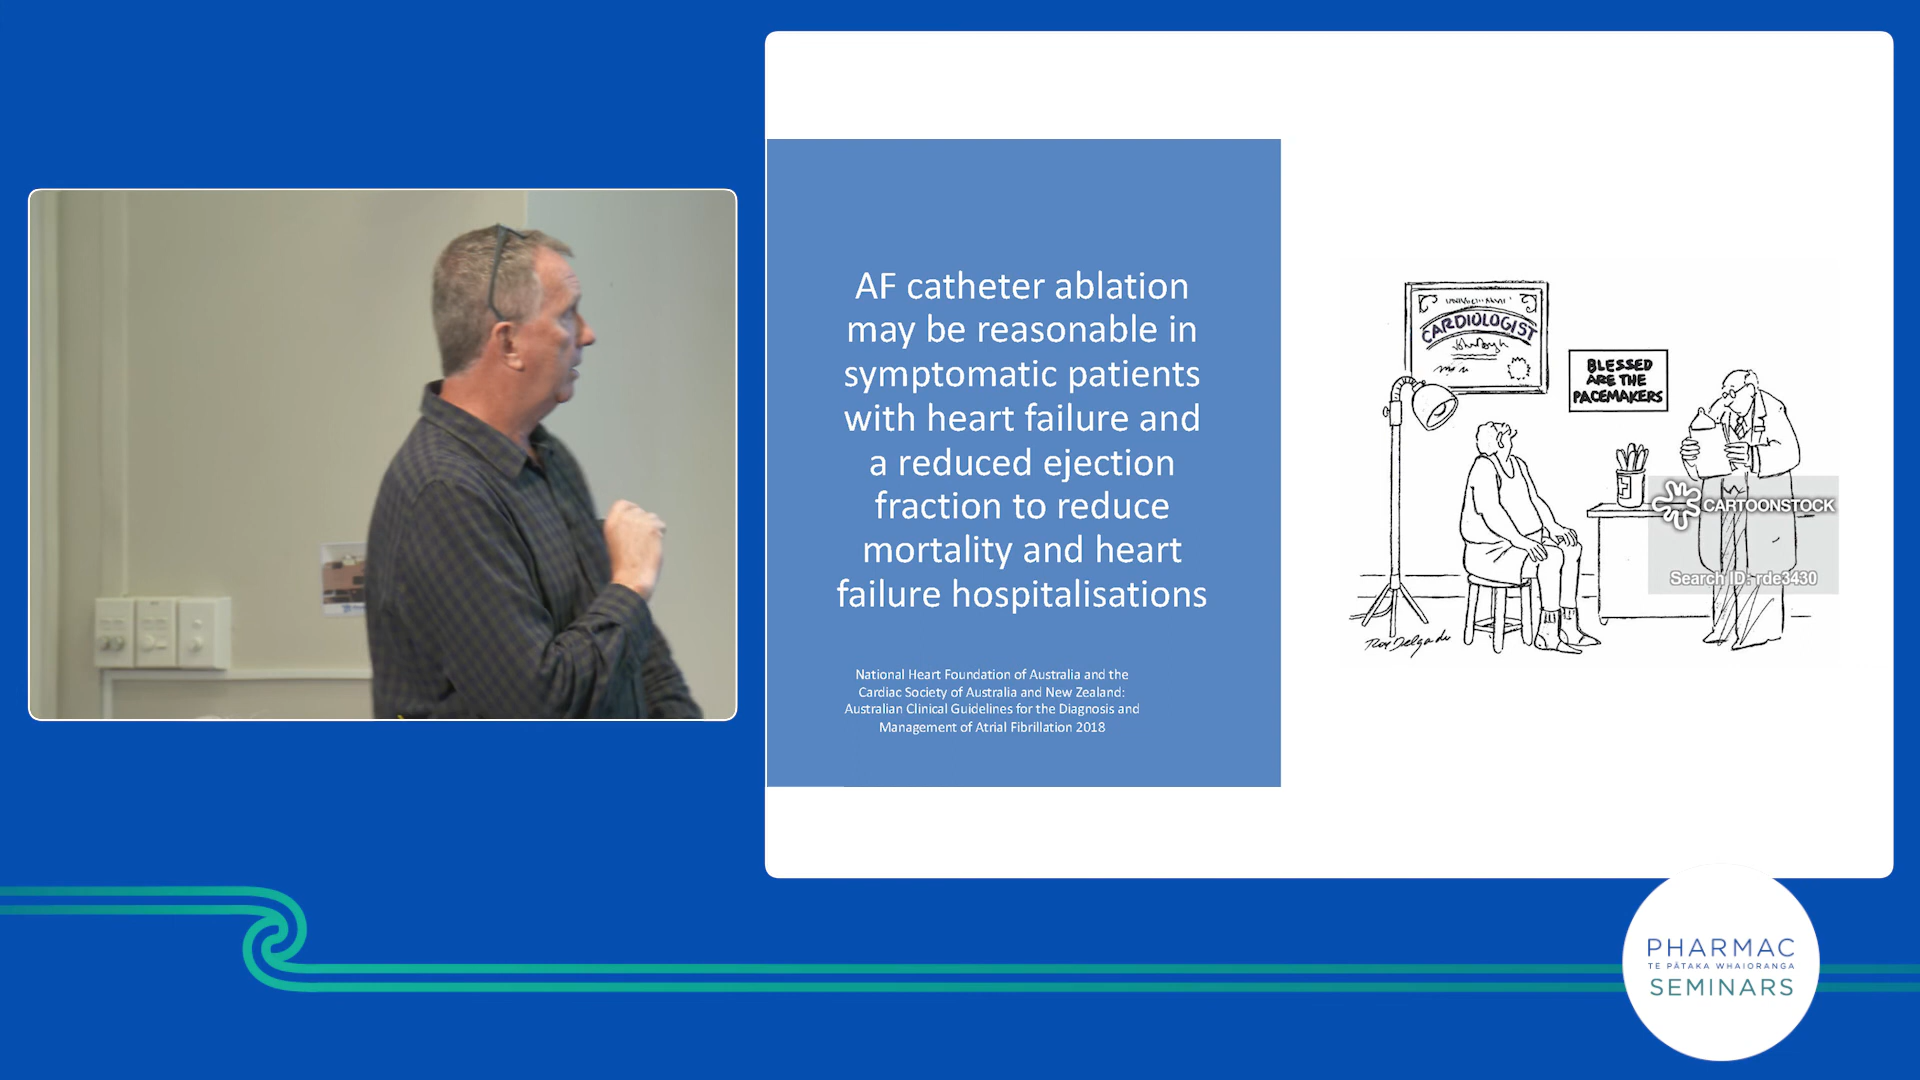 AF catheter ablation
may be reasonable in
symptomatic patients
with heart failure and
a reduced ejection
fraction to reduce
mortality and heart
failure hospitalisations
National Heart Foundation of Australia and the
Cardiac Society of Australia and New Zealand:
Australian Clinical Guidelines for the Diagnosis and
Management of Atrial Fibrillation 2018
CARDIOLOGIST
BLESSED
ARE THE
PACEMAKERS
CARTOONSTOCK
Search ID: rde3430
Roy Delgado
PHARMAC
TE PĀTAKA WHAIORANGA
SEMINARS